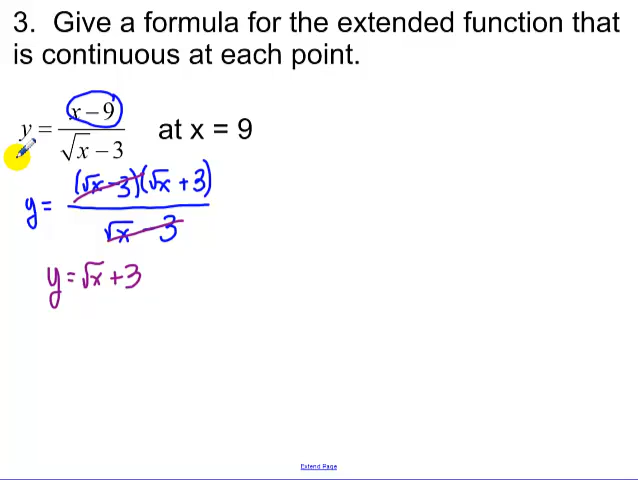 3. Give a formula for the extended function that
is continuous at each point.
y = (x − 9)/(√x − 3) at x = 9
y = (√x − 3)(√x + 3)/(√x − 3)
y = √x + 3
Extend Page